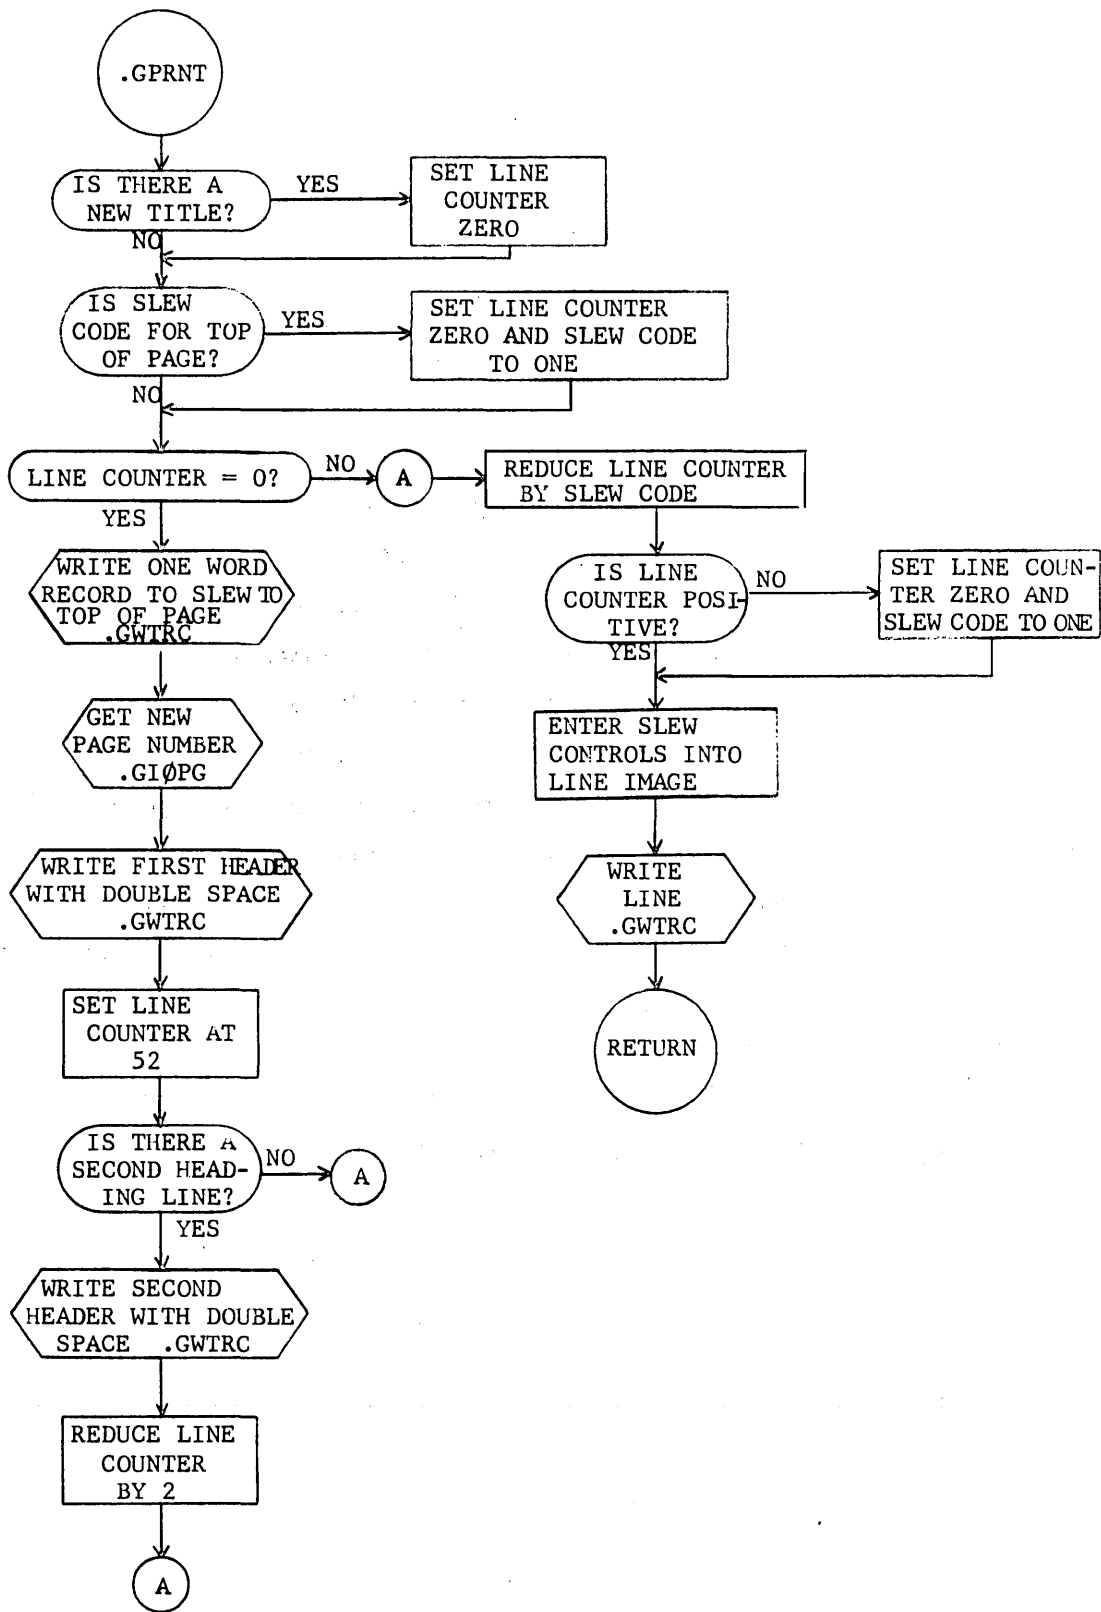 .GPRNT
IS THERE A
NEW TITLE?
YES
SET LINE
COUNTER
ZERO
NO
IS SLEW
CODE FOR TOP
OF PAGE?
YES
SET LINE COUNTER
ZERO AND SLEW CODE
TO ONE
NO
LINE COUNTER = 0?
NO
A
REDUCE LINE COUNTER
BY SLEW CODE
YES
WRITE ONE WORD
RECORD TO SLEW TO
TOP OF PAGE
.GWTRC
IS LINE
COUNTER POSI-
TIVE?
NO
SET LINE COUN-
TER ZERO AND
SLEW CODE TO ONE
YES
GET NEW
PAGE NUMBER
.GIØPG
ENTER SLEW
CONTROLS INTO
LINE IMAGE
WRITE FIRST HEADER
WITH DOUBLE SPACE
.GWTRC
WRITE
LINE
.GWTRC
SET LINE
COUNTER AT
52
RETURN
IS THERE A
SECOND HEAD-
ING LINE?
NO
A
YES
WRITE SECOND
HEADER WITH DOUBLE
SPACE .GWTRC
REDUCE LINE
COUNTER
BY 2
A